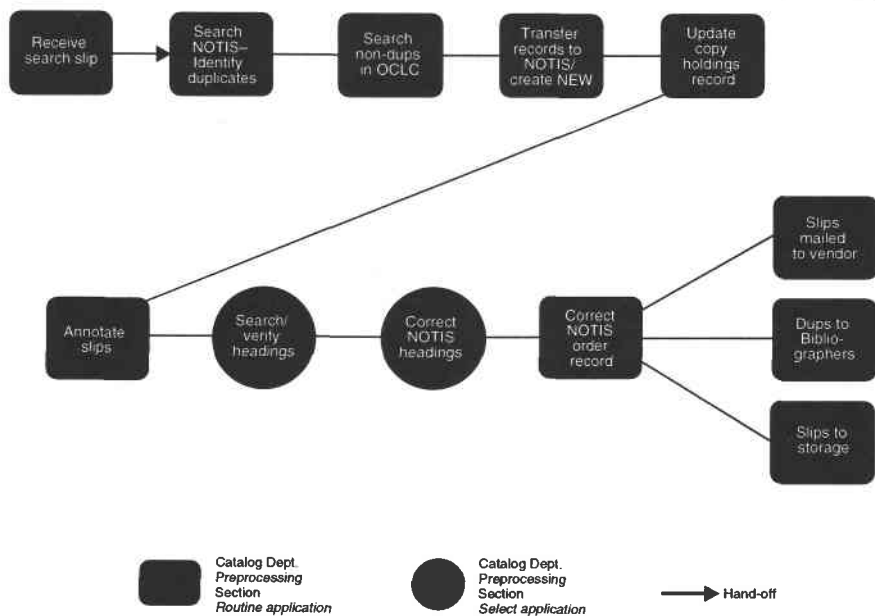 Receive
search slip
Search
NOTIS–
Identity
duplicates
Search
non-dups
in OCLC
Transfer
records to
NOTIS/
create NEW
Update
copy
holdings
record
Annotate
slips
Search/
verity
headings
Correct
NOTIS
headings
Correct
NOTIS
order
record
Slips
mailed
to vendor
Dups to
Biblio-
graphers
Slips to
storage
Catalog Dept.
Preprocessing
Section
Routine application
Catalog Dept.
Preprocessing
Section
Select application
Hand-off